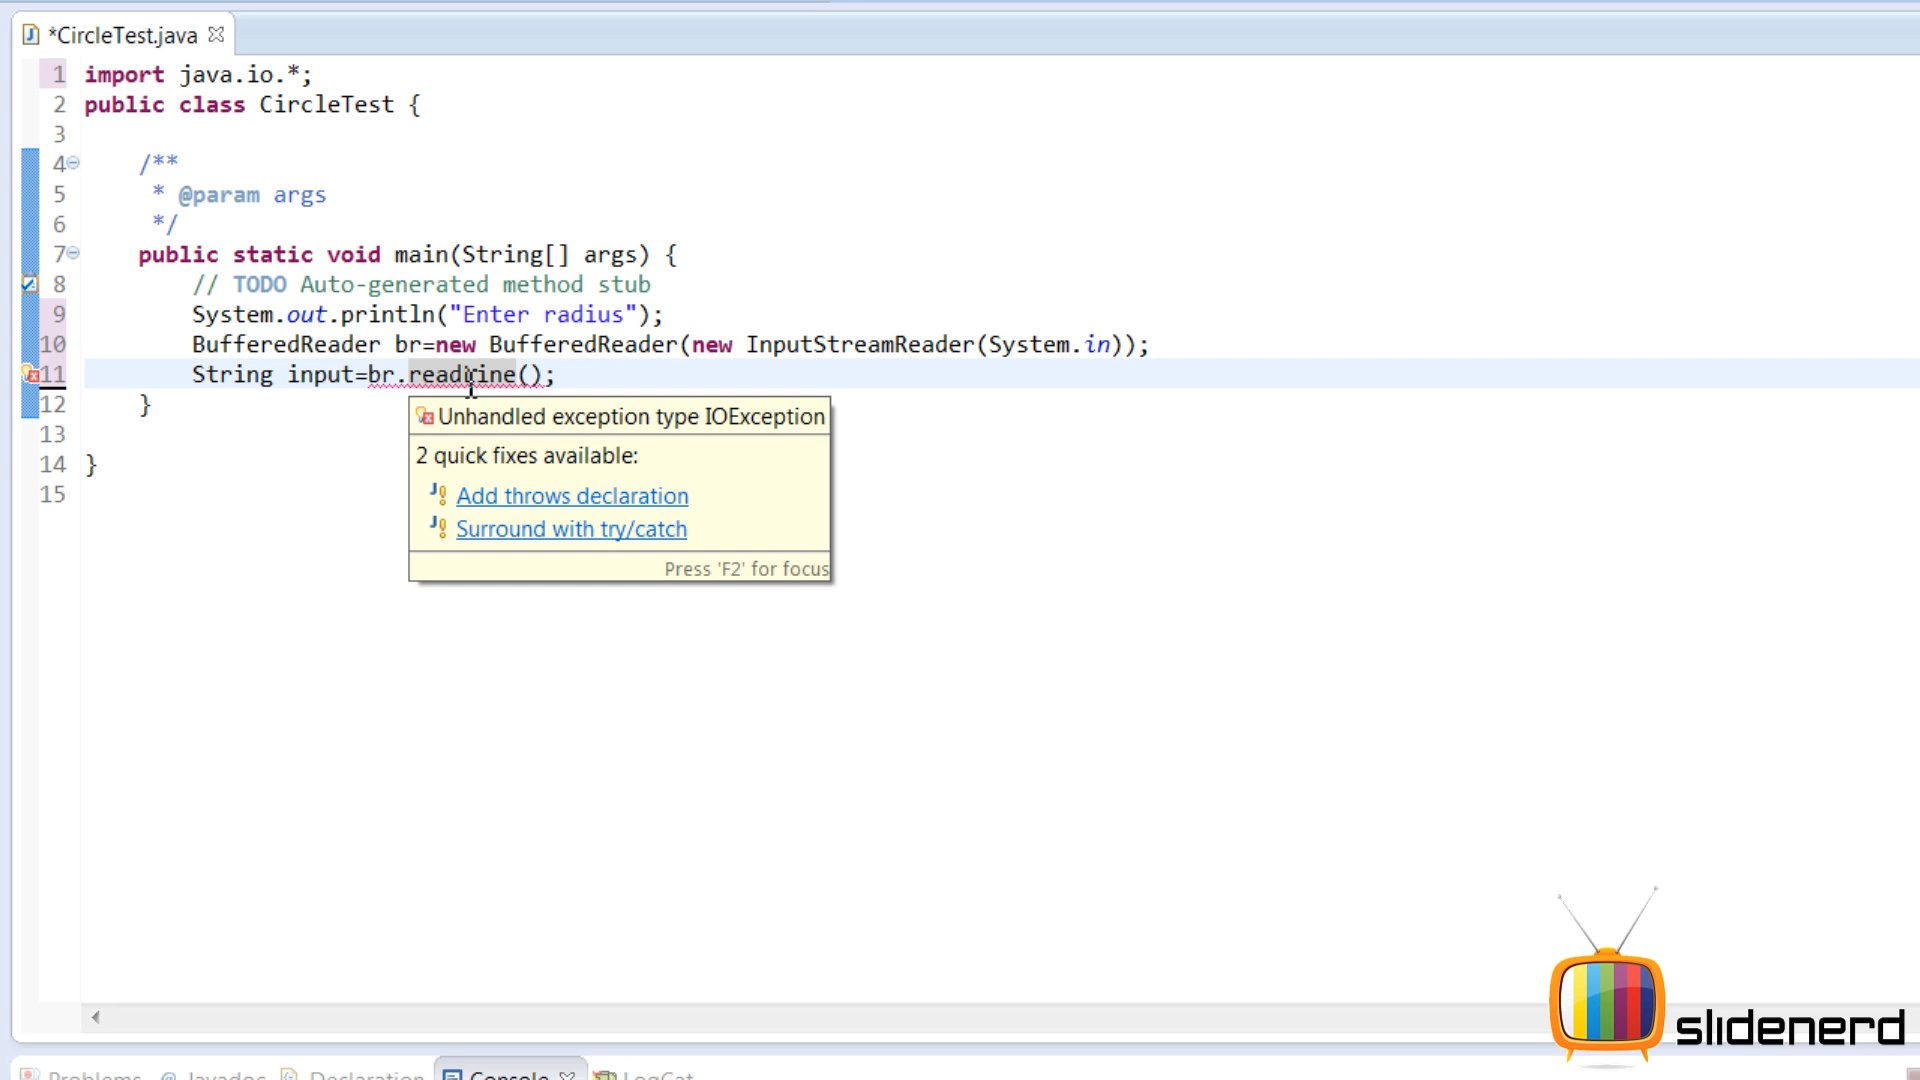 *CircleTest.java
1 import java.io.*;
2 public class CircleTest {
3
4 /**
5 * @param args
6 */
7 public static void main(String[] args) {
8 // TODO Auto-generated method stub
9 System.out.println("Enter radius");
10 BufferedReader br=new BufferedReader(new InputStreamReader(System.in));
11 String input=br.readLine();
12 }
13
14 }
15
Unhandled exception type IOException
2 quick fixes available:
Add throws declaration
Surround with try/catch
Press 'F2' for focus
slidenerd
Problems @ Javadoc Declaration Console LogCat